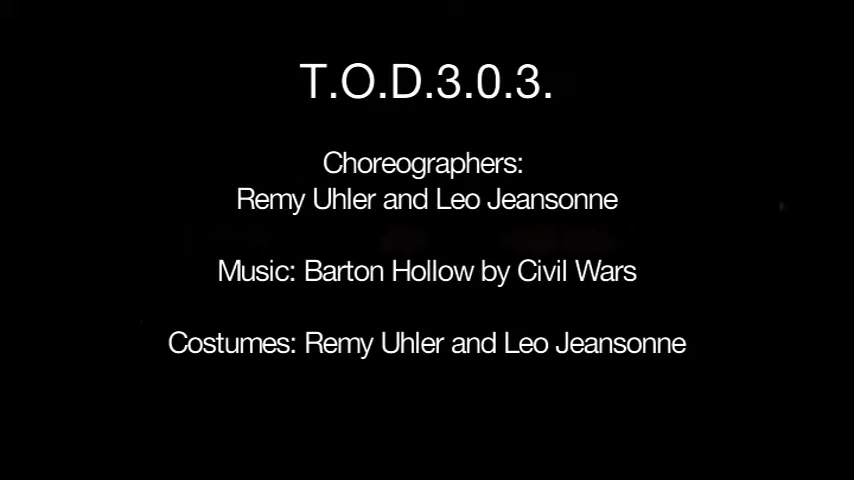 T.O.D.3.0.3.
Choreographers:
Remy Uhler and Leo Jeansonne
Music: Barton Hollow by Civil Wars
Costumes: Remy Uhler and Leo Jeansonne